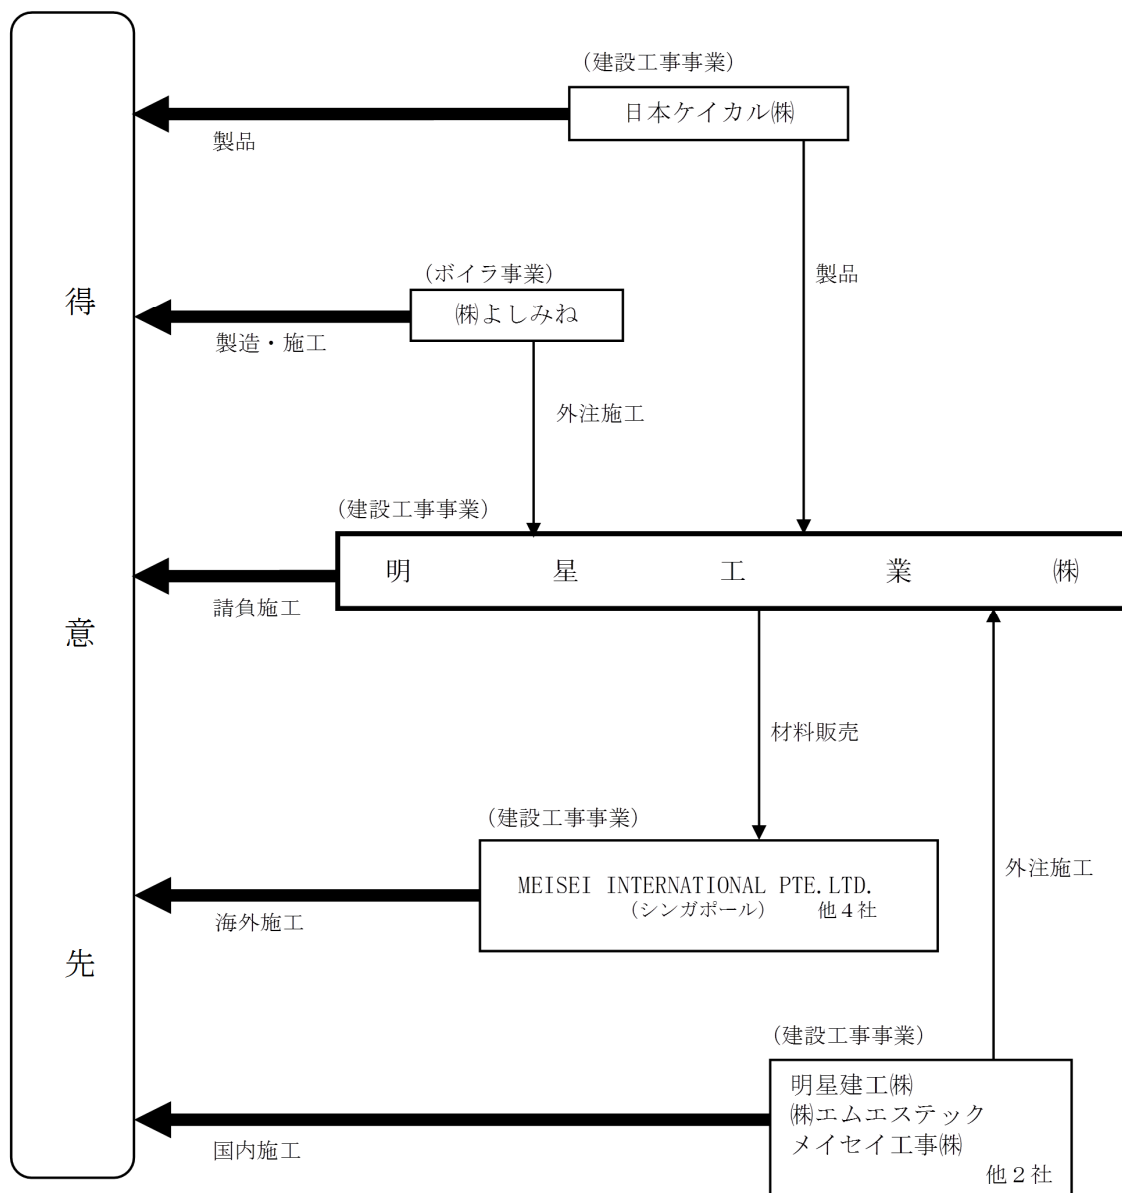 (建設工事事業)
日本ケイカル㈱
製品
製品
(ボイラ事業)
㈱よしみね
製造・施工
外注施工
得
意
先
(建設工事事業)
明星工業㈱
請負施工
材料販売
(建設工事事業)
MEISEI INTERNATIONAL PTE.LTD.
(シンガポール) 他4社
海外施工
外注施工
(建設工事事業)
明星建工㈱
㈱エムエステック
メイセイ工事㈱
他2社
国内施工